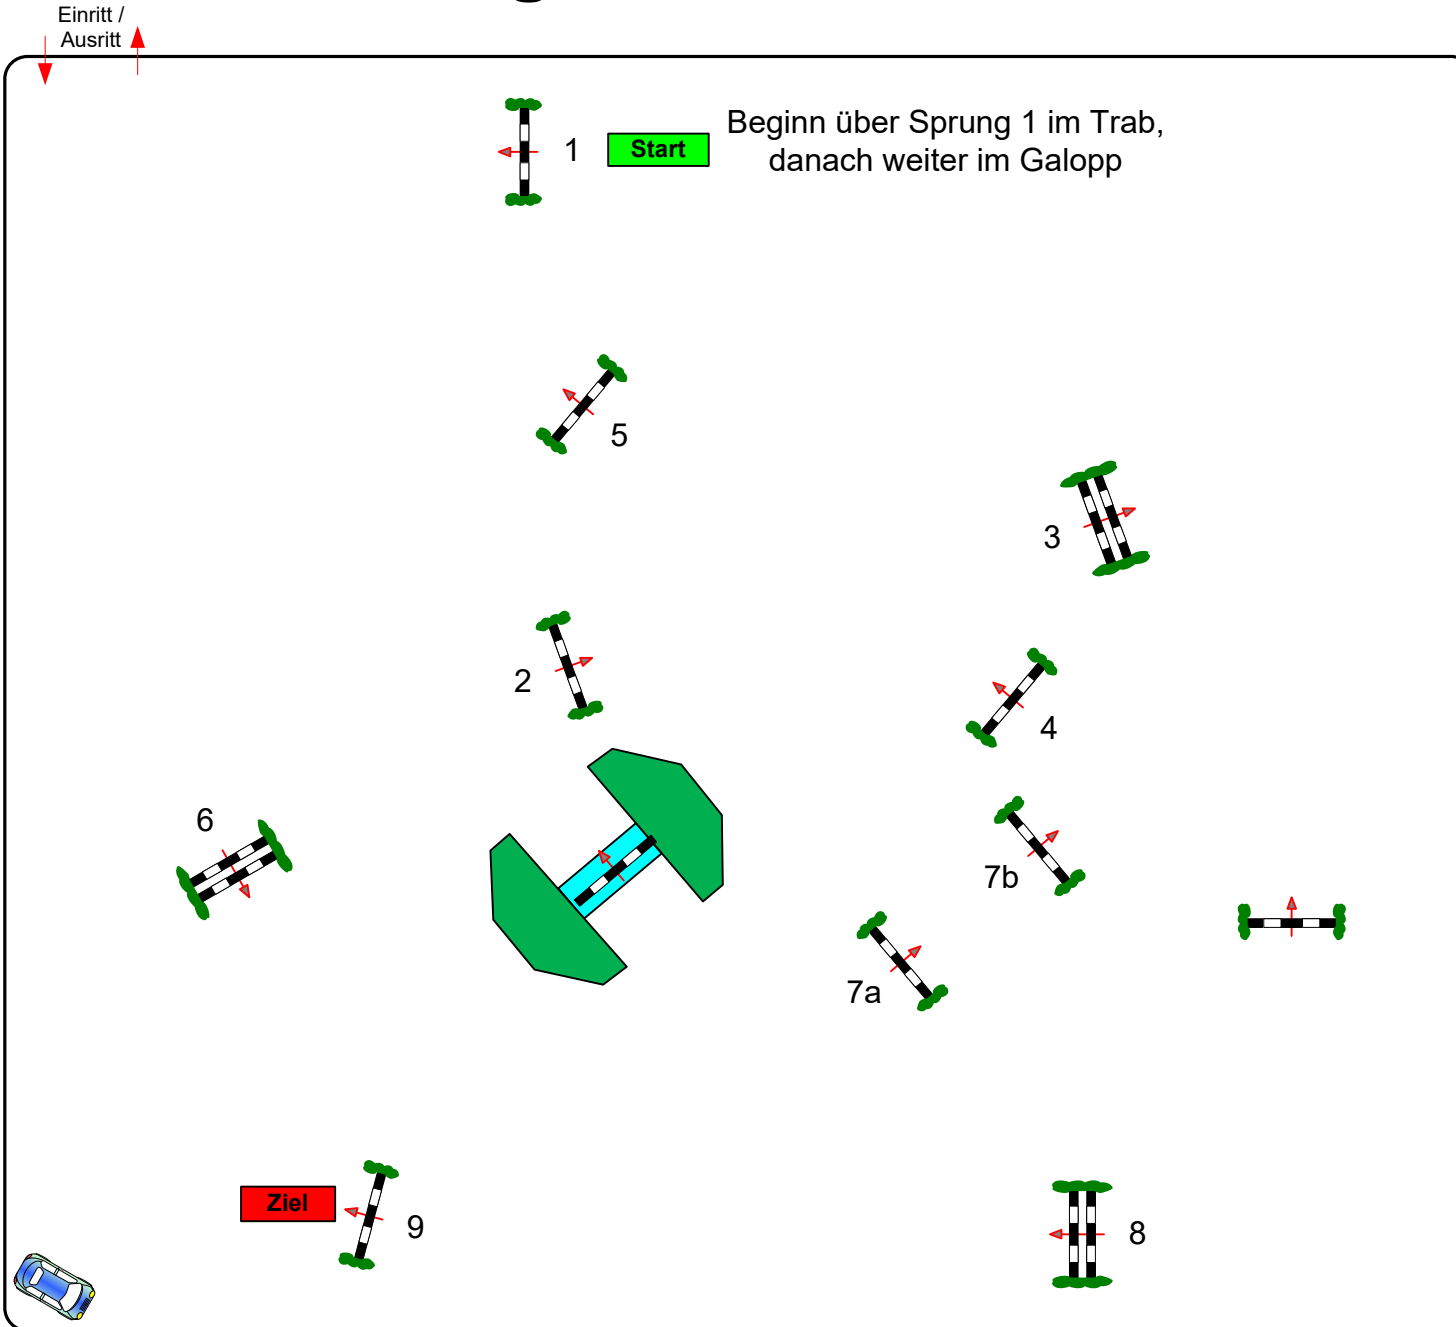 Einritt /
Ausritt
1
Start
Beginn über Sprung 1 im Trab,
danach weiter im Galopp
5
3
2
4
6
7b
7a
Ziel
9
8